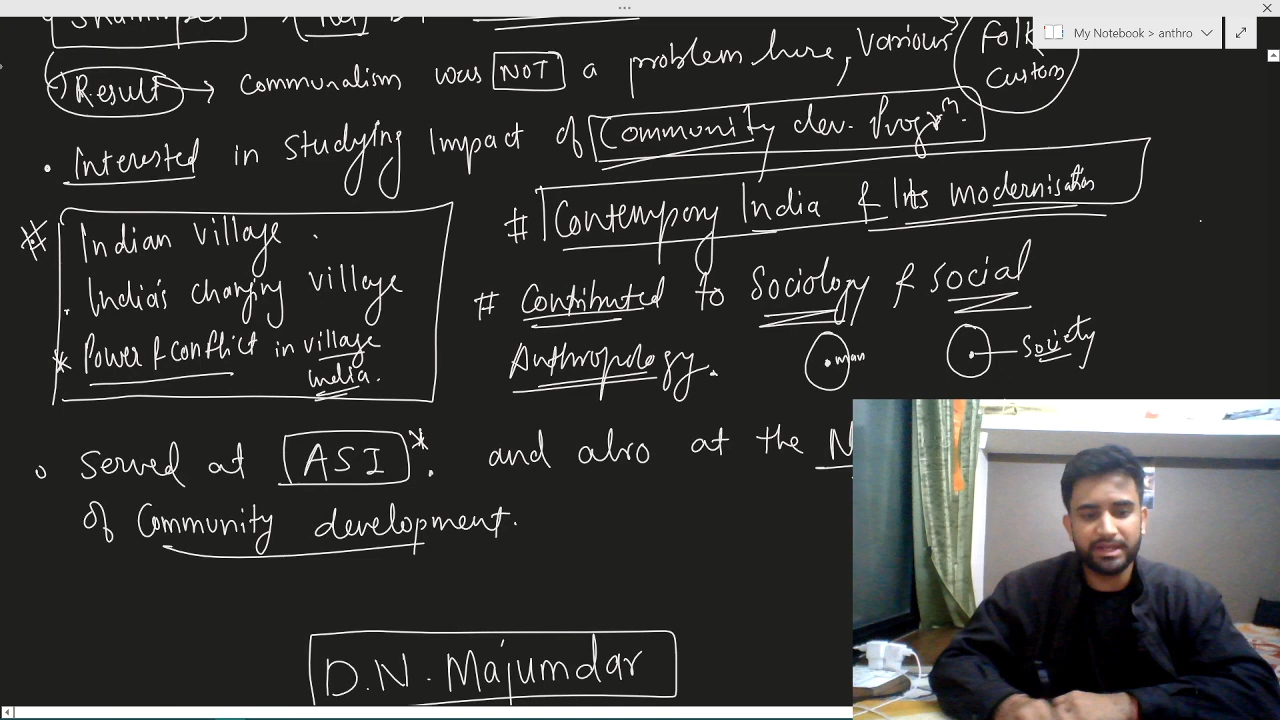 My Notebook > anthro
Result → Communalism was NOT a problem here, Various Folk Custom
• Interested in studying Impact of Community dev. Progrm.
* Indian village.
. India's changing village
* Power & conflict in village India.
# Contempory India & Its modernisation
# Contributed to Sociology & Social Anthropology.
man
Society
o Served at ASI*. and also at the N
of Community development.
D.N. Majumdar